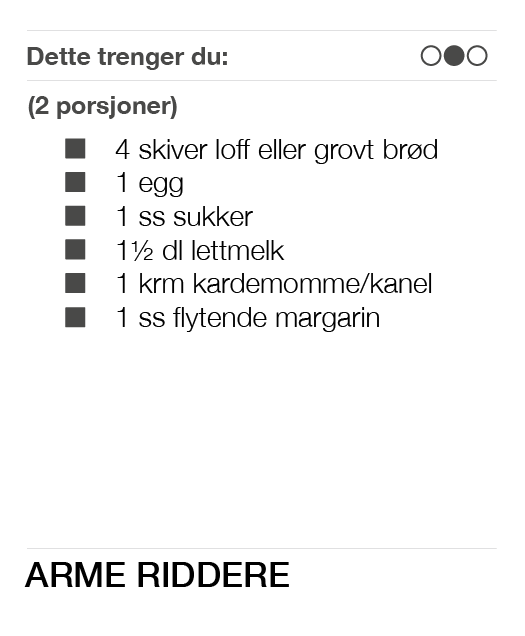 Dette trenger du:
(2 porsjoner)
4 skiver loff eller grovt brød
1 egg
1 ss sukker
1½ dl lettmelk
1 krm kardemomme/kanel
1 ss flytende margarin
ARME RIDDERE